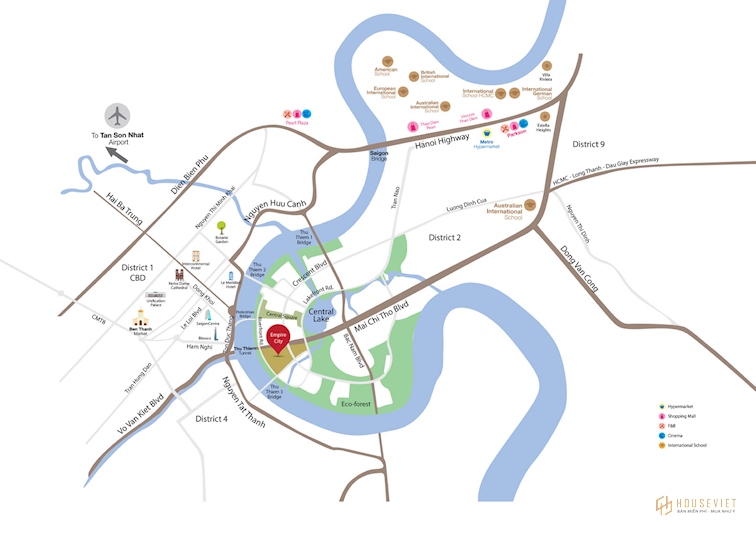 American
School
British
International
School
European
International
School
Australian
International
School
International
School HCMC
International
German
School
Villa
Riviera
Estella
Heights
To Tan Son Nhat
Airport
Pearl Plaza
Thao Dien
Pearl
Vincom
Thao Dien
Metro
Hypermarket
Parkson
Hanoi Highway
Saigon
Bridge
District 9
HCMC - Long Thanh - Dau Giay Expressway
Dien Bien Phu
Hai Ba Trung
Nguyen Thi Minh Khai
Nguyen Huu Canh
Tran Nao
Luong Dinh Cua
Australian
International
School
Nguyen Thi Dinh
Dong Van Cong
District 2
Botanic
Garden
Thu Thiem 1
Bridge
Intercontinental
Hotel
Thu Thiem 2
Bridge
Crescent Blvd
District 1
CBD
Notre Dame
Cathedral
Le Meridien
Hotel
Lakefront Rd.
Dong Khoi
Unification
Palace
Le Loi Blvd
CMT8
Ben Thanh
Market
Saigon Centre
Bitexco
Ham Nghi
Ton Duc Thang
Pedestrian
Bridge
Central Square
Central
Lake
Riverfront Rd
Empire
City
Mai Chi Tho Blvd
Bac Nam Blvd
Thu Thiem
Tunnel
Thu
Thiem 3
Bridge
Tran Hung Dao
Vo Van Kiet Blvd
Nguyen Tat Thanh
District 4
Eco-forest
Hypermarket
Shopping Mall
F&B
Cinema
International School
HOUSEVIET
BÁN MIỄN PHÍ - MUA NHƯ Ý